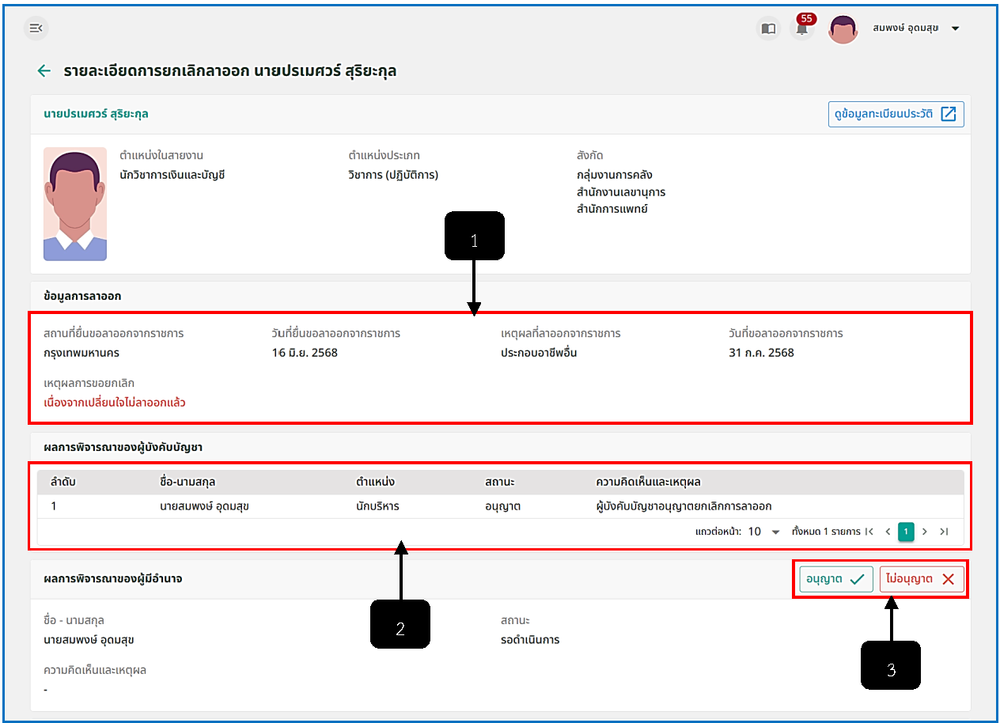 55
สมพงษ์ อุดมสุข
รายละเอียดการยกเลิกลาออก นายปรเมศวร์ สุริยะกุล
นายปรเมศวร์ สุริยะกุล
ดูข้อมูลทะเบียนประวัติ
ตำแหน่งในสายงาน ตำแหน่งประเภท สังกัด
นักวิชาการเงินและบัญชี วิชาการ (ปฏิบัติการ) กลุ่มงานการคลัง
สำนักงานเลขานุการ
สำนักการแพทย์
1
ข้อมูลการลาออก
สถานที่ยื่นขอลาออกจากราชการ วันที่ยื่นขอลาออกจากราชการ เหตุผลที่ลาออกจากราชการ วันที่ขอลาออกจากราชการ
กรุงเทพมหานคร 16 มิ.ย. 2568 ประกอบอาชีพอื่น 31 ก.ค. 2568
เหตุผลการขอยกเลิก
เนื่องจากเปลี่ยนใจไม่ลาออกแล้ว
ผลการพิจารณาของผู้บังคับบัญชา
ลำดับ ชื่อ-นามสกุล ตำแหน่ง สถานะ ความคิดเห็นและเหตุผล
1 นายสมพงษ์ อุดมสุข นักบริหาร อนุญาต ผู้บังคับบัญชาอนุญาตยกเลิกการลาออก
แถวต่อหน้า: 10 ทั้งหมด 1 รายการ 1
ผลการพิจารณาของผู้มีอำนาจ อนุญาต ไม่อนุญาต
ชื่อ - นามสกุล สถานะ
นายสมพงษ์ อุดมสุข รอดำเนินการ
2
ความคิดเห็นและเหตุผล
-
3